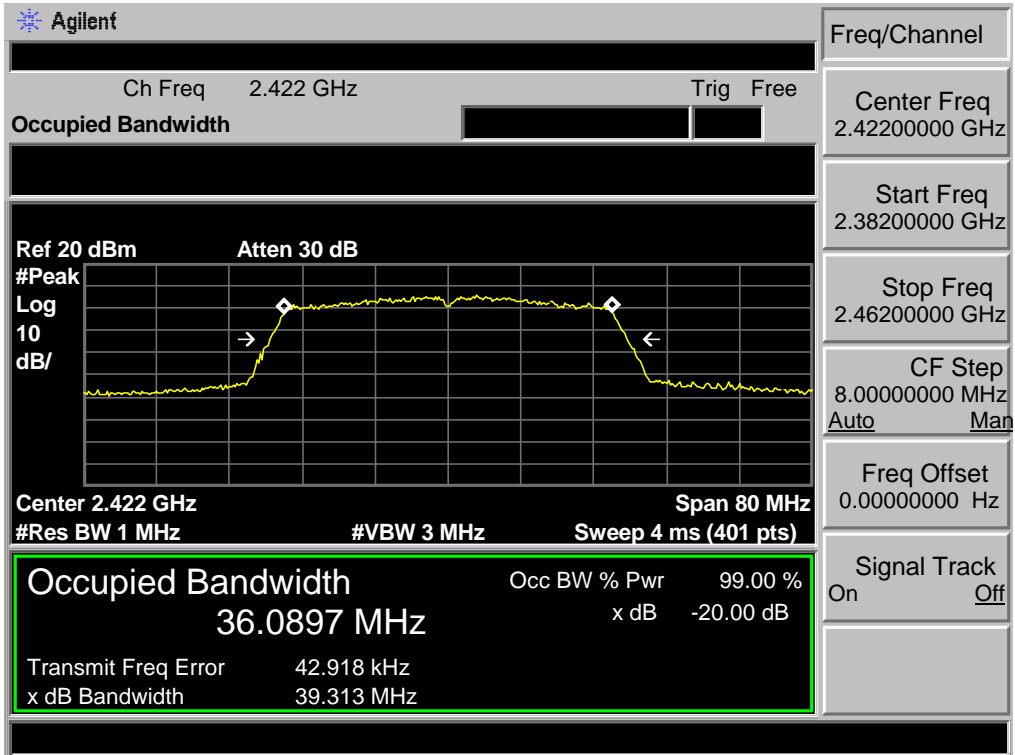 Agilent
Freq/Channel
Ch Freq 2.422 GHz Trig Free
Occupied Bandwidth
Center Freq
2.42200000 GHz
Start Freq
2.38200000 GHz
Ref 20 dBm Atten 30 dB
#Peak
Log
10
dB/
Stop Freq
2.46200000 GHz
CF Step
8.00000000 MHz
Auto Man
Center 2.422 GHz Span 80 MHz
#Res BW 1 MHz #VBW 3 MHz Sweep 4 ms (401 pts)
Freq Offset
0.00000000 Hz
Occupied Bandwidth Occ BW % Pwr 99.00 %
36.0897 MHz x dB -20.00 dB
Transmit Freq Error 42.918 kHz
x dB Bandwidth 39.313 MHz
Signal Track
On Off